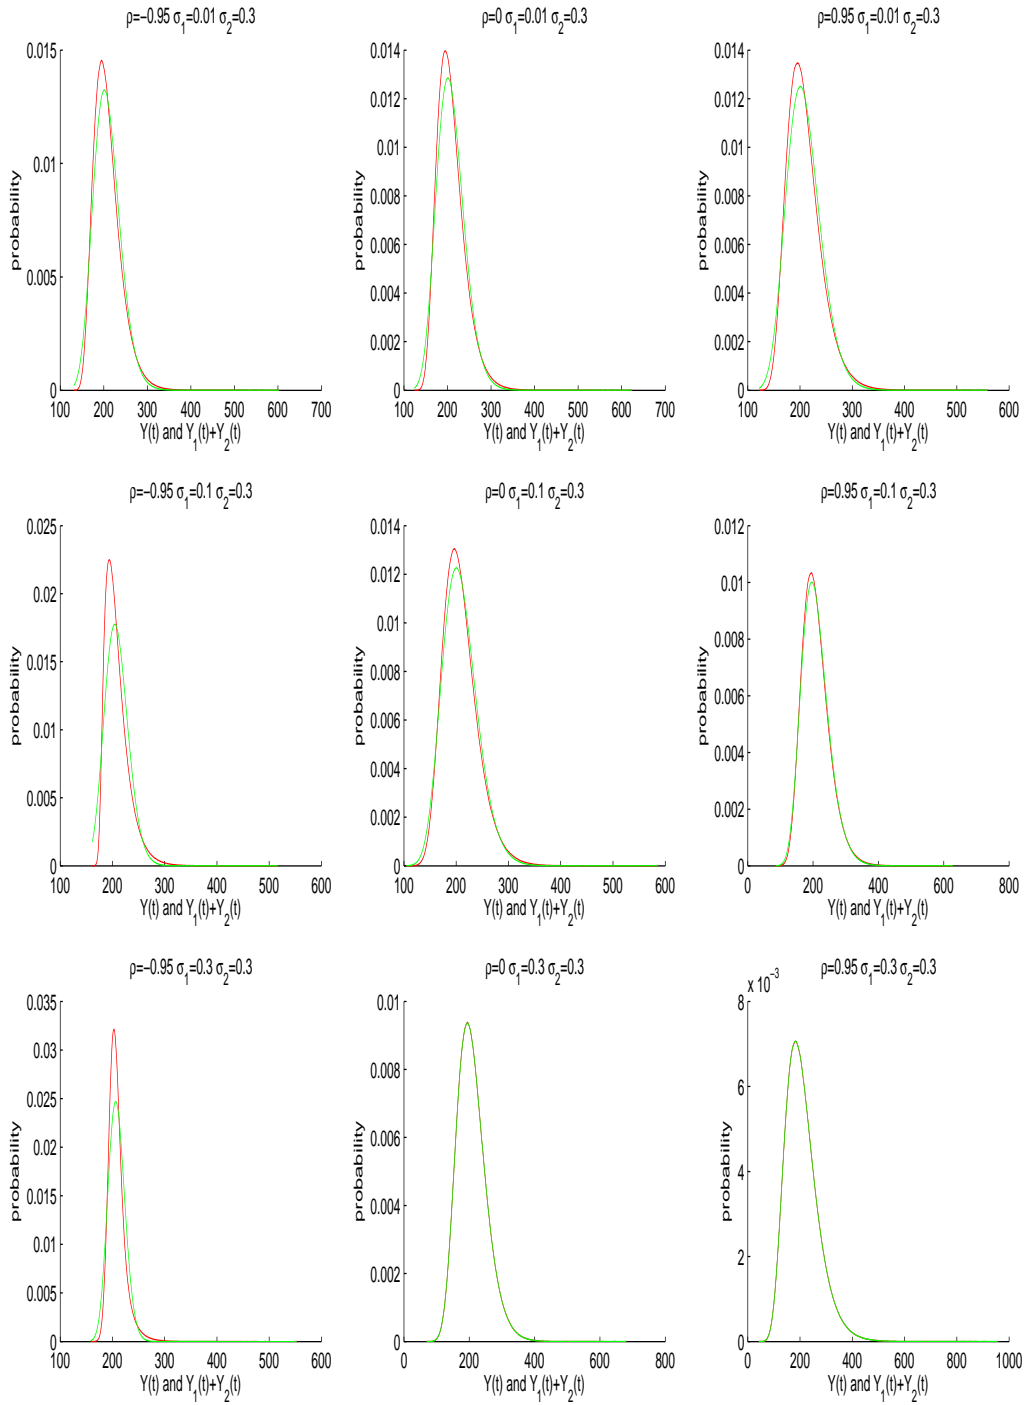 ρ=−0.95 σ1=0.01 σ2=0.3
0.015
0.01
0.005
0
probability
100 200 300 400 500 600 700
Y(t) and Y1(t)+Y2(t)
ρ=0 σ1=0.01 σ2=0.3
0.014
0.012
0.01
0.008
0.006
0.004
0.002
0
probability
100 200 300 400 500 600 700
Y(t) and Y1(t)+Y2(t)
ρ=0.95 σ1=0.01 σ2=0.3
0.014
0.012
0.01
0.008
0.006
0.004
0.002
0
probability
100 200 300 400 500 600
Y(t) and Y1(t)+Y2(t)
ρ=−0.95 σ1=0.1 σ2=0.3
0.025
0.02
0.015
0.01
0.005
0
probability
100 200 300 400 500 600
Y(t) and Y1(t)+Y2(t)
ρ=0 σ1=0.1 σ2=0.3
0.014
0.012
0.01
0.008
0.006
0.004
0.002
0
probability
100 200 300 400 500 600
Y(t) and Y1(t)+Y2(t)
ρ=0.95 σ1=0.1 σ2=0.3
0.012
0.01
0.008
0.006
0.004
0.002
0
probability
0 200 400 600 800
Y(t) and Y1(t)+Y2(t)
ρ=−0.95 σ1=0.3 σ2=0.3
0.035
0.03
0.025
0.02
0.015
0.01
0.005
0
probability
100 200 300 400 500 600
Y(t) and Y1(t)+Y2(t)
ρ=0 σ1=0.3 σ2=0.3
0.01
0.008
0.006
0.004
0.002
0
probability
0 200 400 600 800
Y(t) and Y1(t)+Y2(t)
ρ=0.95 σ1=0.3 σ2=0.3
x 10−3
8
6
4
2
0
probability
0 200 400 600 800 1000
Y(t) and Y1(t)+Y2(t)